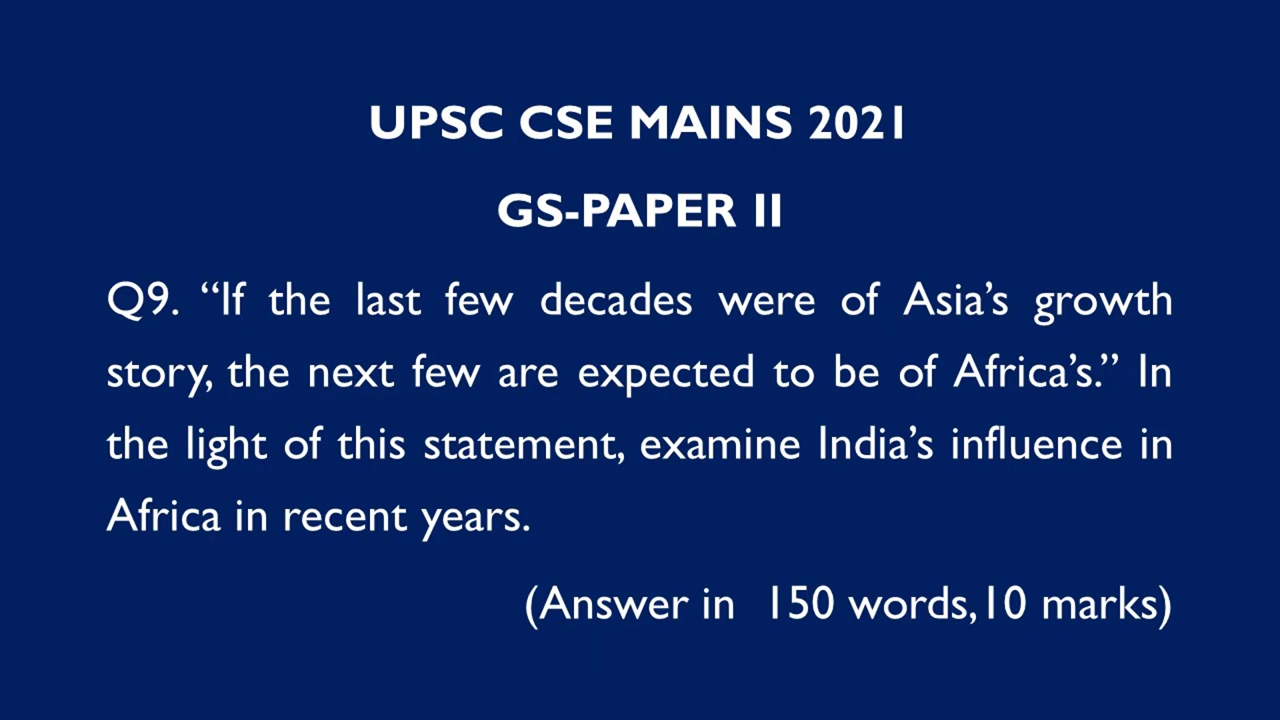 UPSC CSE MAINS 2021
GS-PAPER II
Q9. “If the last few decades were of Asia’s growth
story, the next few are expected to be of Africa’s.” In
the light of this statement, examine India’s influence in
Africa in recent years.
(Answer in 150 words,10 marks)